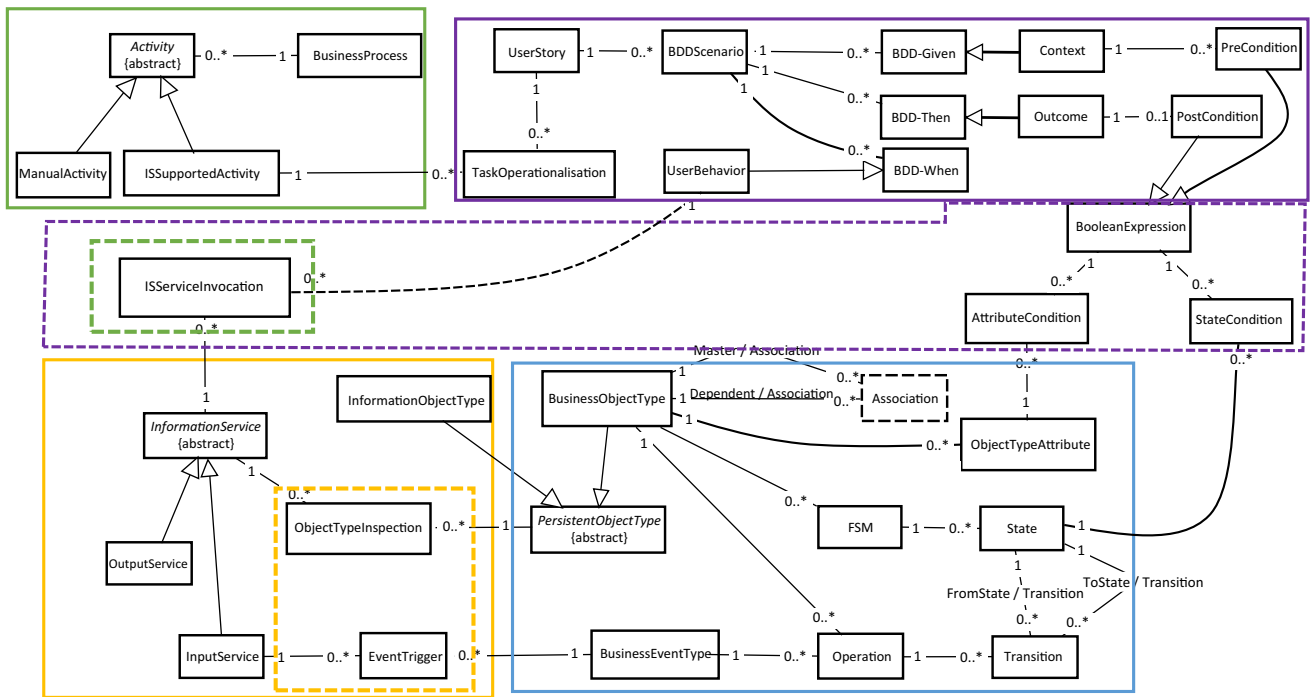 Activity
{abstract}
0..*
1
BusinessProcess
ManualActivity
ISSupportedActivity
1
0..*
UserStory
1
0..*
BDDScenario
1
0..*
BDD-Given
Context
1
0..*
PreCondition
1
1
1
0..*
BDD-Then
Outcome
1
0..1
PostCondition
0..*
TaskOperationalisation
UserBehavior
0..*
BDD-When
1
BooleanExpression
1
1
ISServiceInvocation
0..*
0..*
0..*
AttributeCondition
StateCondition
0..*
0..*
0..*
Master / Association
1
0..*
InformationObjectType
BusinessObjectType
1
Dependent / Association
0..*
Association
1
1
1
InformationService
{abstract}
1
0..*
ObjectTypeAttribute
1
0..*
0..*
ObjectTypeInspection
0..*
1
PersistentObjectType
{abstract}
FSM
1
0..*
State
1
1
1
OutputService
FromState / Transition
ToState / Transition
0..*
0..*
0..*
InputService
1
0..*
EventTrigger
0..*
1
BusinessEventType
1
0..*
Operation
1
0..*
Transition